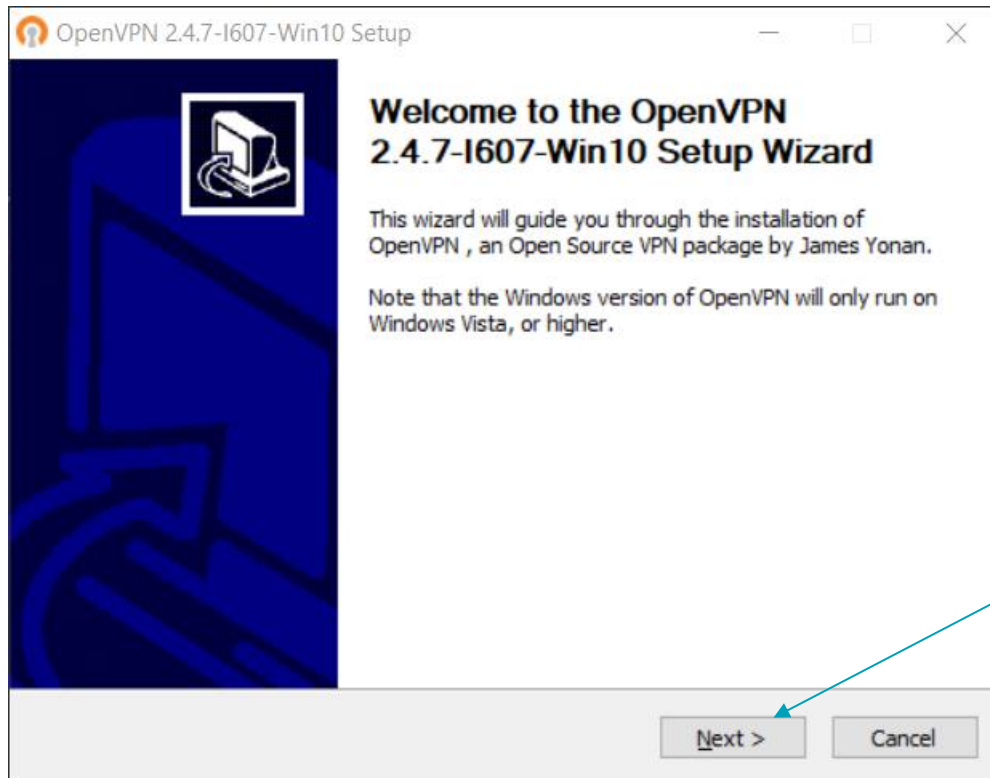 OpenVPN 2.4.7-I607-Win10 Setup
Welcome to the OpenVPN
2.4.7-I607-Win10 Setup Wizard
This wizard will guide you through the installation of
OpenVPN , an Open Source VPN package by James Yonan.
Note that the Windows version of OpenVPN will only run on
Windows Vista, or higher.
Next >
Cancel